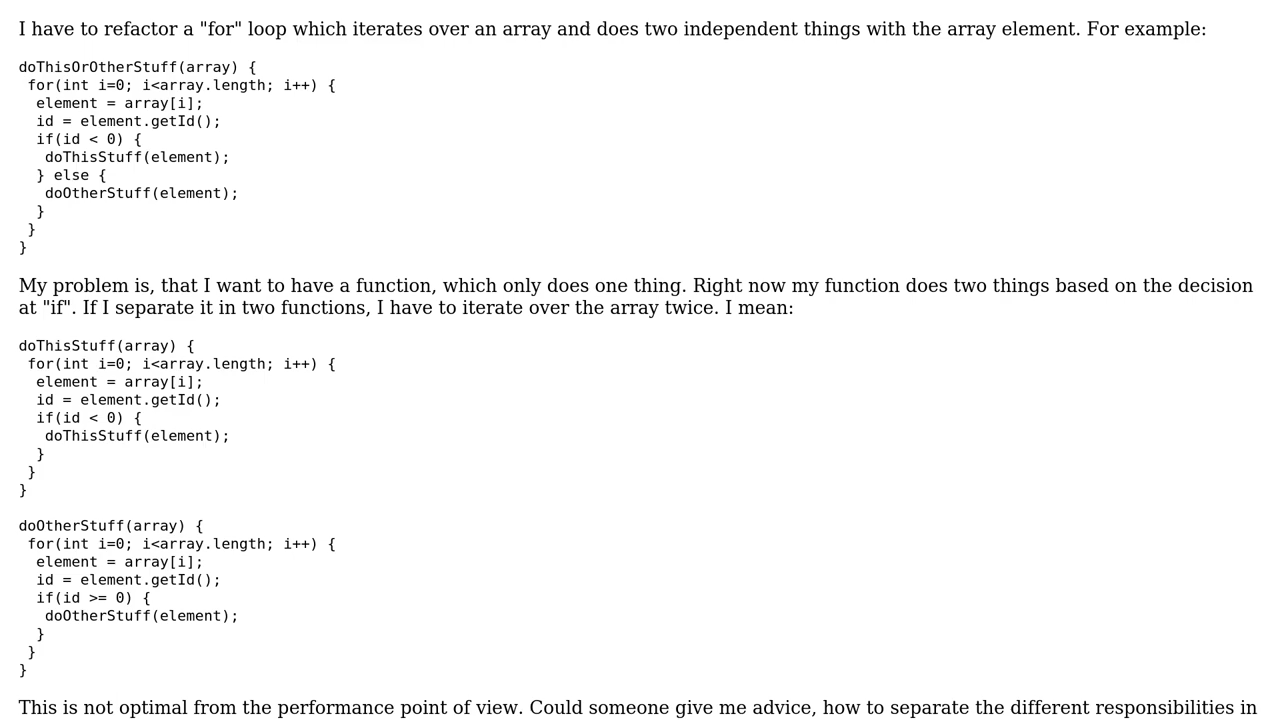 I have to refactor a "for" loop which iterates over an array and does two independent things with the array element. For example:
doThisOrOtherStuff(array) {
 for(int i=0; i<array.length; i++) {
  element = array[i];
  id = element.getId();
  if(id < 0) {
   doThisStuff(element);
  } else {
   doOtherStuff(element);
  }
 }
}
My problem is, that I want to have a function, which only does one thing. Right now my function does two things based on the decision
at "if". If I separate it in two functions, I have to iterate over the array twice. I mean:
doThisStuff(array) {
 for(int i=0; i<array.length; i++) {
  element = array[i];
  id = element.getId();
  if(id < 0) {
   doThisStuff(element);
  }
 }
}
doOtherStuff(array) {
 for(int i=0; i<array.length; i++) {
  element = array[i];
  id = element.getId();
  if(id >= 0) {
   doOtherStuff(element);
  }
 }
}
This is not optimal from the performance point of view. Could someone give me advice, how to separate the different responsibilities in